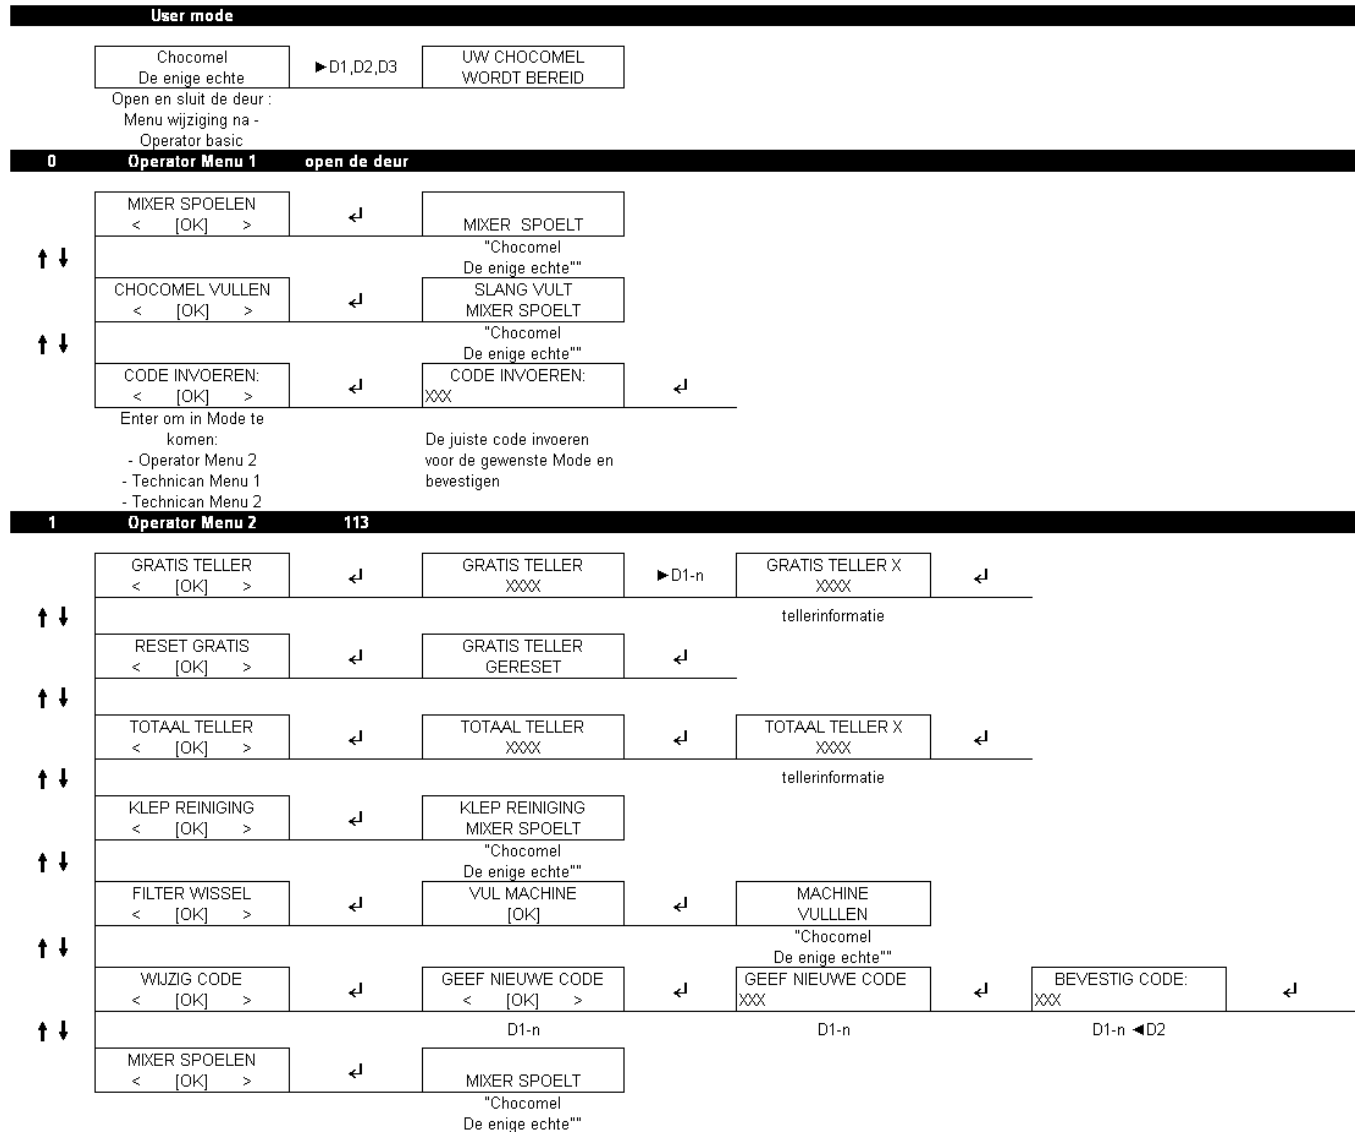 User mode
Chocomel
De enige echte
►D1,D2,D3
UW CHOCOMEL
WORDT BEREID
Open en sluit de deur :
Menu wijziging na -
Operator basic
0 Operator Menu 1 open de deur
MIXER SPOELEN
< [OK] >
↲
MIXER SPOELT
"Chocomel
De enige echte""
CHOCOMEL VULLEN
< [OK] >
↲
SLANG VULT
MIXER SPOELT
"Chocomel
De enige echte""
CODE INVOEREN:
< [OK] >
↲
CODE INVOEREN:
XXX
↲
Enter om in Mode te
komen:
- Operator Menu 2
- Technican Menu 1
- Technican Menu 2
De juiste code invoeren
voor de gewenste Mode en
bevestigen
1 Operator Menu 2 113
GRATIS TELLER
< [OK] >
↲
GRATIS TELLER
XXXX
►D1-n
GRATIS TELLER X
XXXX
↲
tellerinformatie
RESET GRATIS
< [OK] >
↲
GRATIS TELLER
GERESET
↲
TOTAAL TELLER
< [OK] >
↲
TOTAAL TELLER
XXXX
↲
TOTAAL TELLER X
XXXX
↲
tellerinformatie
KLEP REINIGING
< [OK] >
↲
KLEP REINIGING
MIXER SPOELT
"Chocomel
De enige echte""
FILTER WISSEL
< [OK] >
↲
VUL MACHINE
[OK]
↲
MACHINE
VULLLEN
"Chocomel
De enige echte""
WIJZIG CODE
< [OK] >
↲
GEEF NIEUWE CODE
< [OK] >
↲
GEEF NIEUWE CODE
XXX
↲
BEVESTIG CODE:
XXX
↲
D1-n
D1-n
D1-n ◄D2
MIXER SPOELEN
< [OK] >
↲
MIXER SPOELT
"Chocomel
De enige echte""